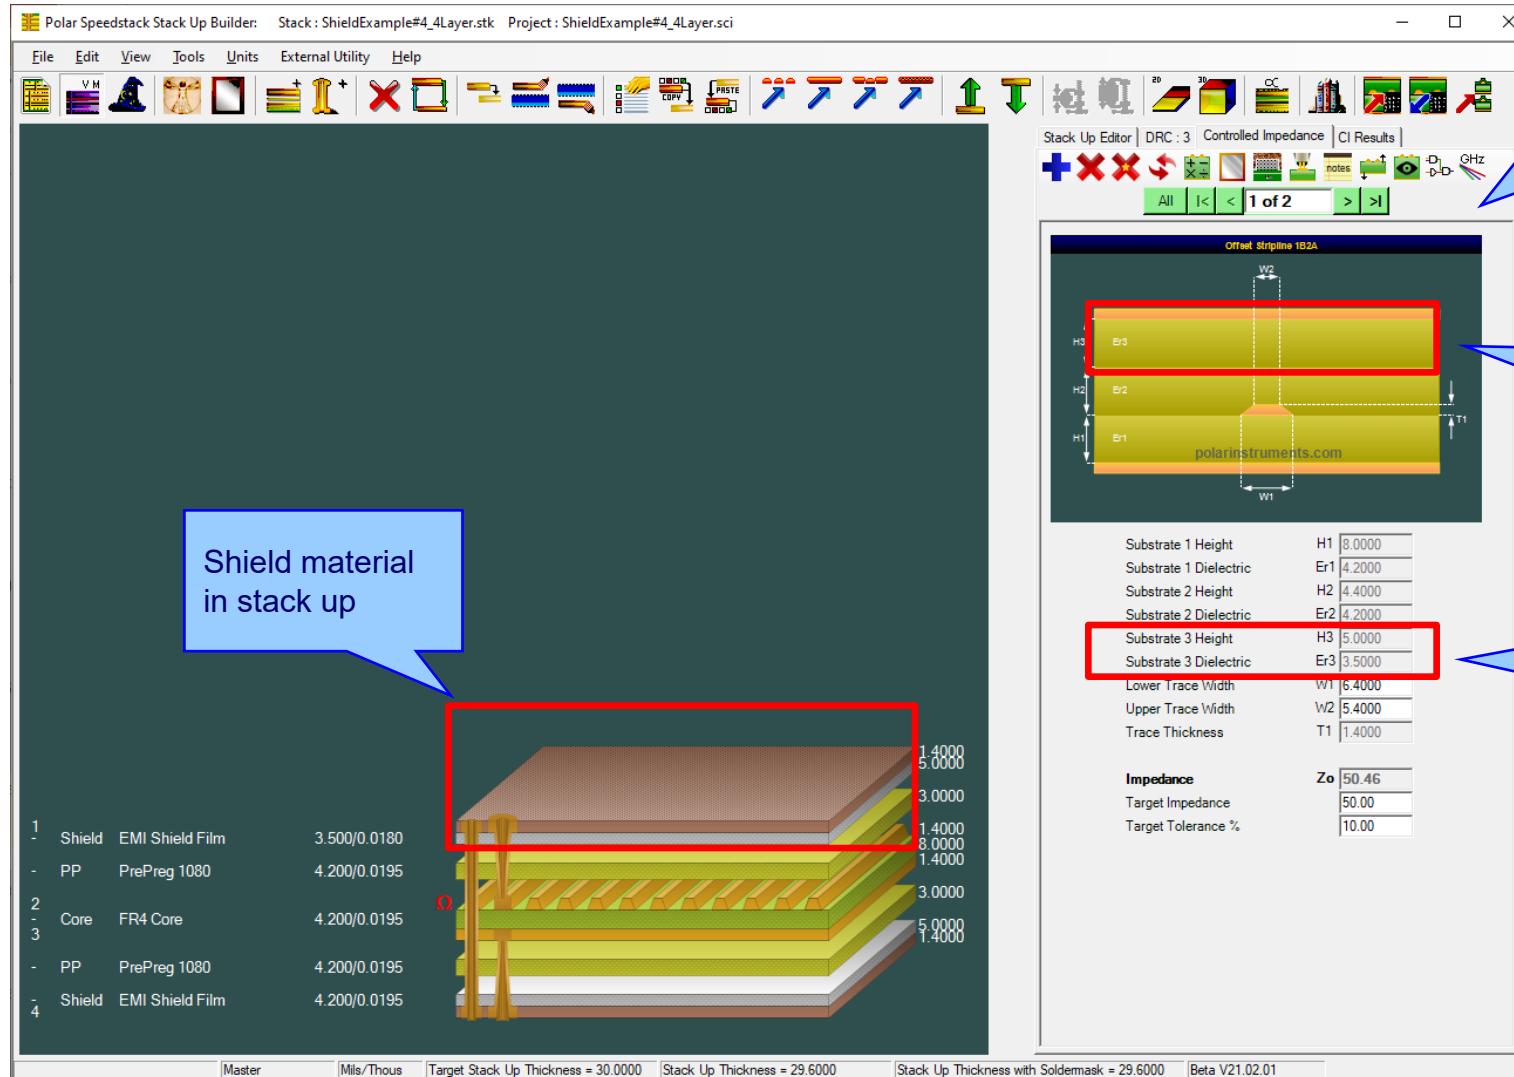 Polar Speedstack Stack Up Builder: Stack : ShieldExample#4_4Layer.stk Project : ShieldExample#4_4Layer.sci
File Edit View Tools Units External Utility Help
V M
COPY
PASTE
2D
3D
Stack Up Editor DRC : 3 Controlled Impedance CI Results
notes
GHz
All |< < 1 of 2 > >|
Offset Stripline 1B2A
W2
H3 Er3
H2 Er2
T1
H1 Er1
polarinstruments.com
W1
Shield material
in stack up
Substrate 1 Height H1 8.0000
Substrate 1 Dielectric Er1 4.2000
Substrate 2 Height H2 4.4000
Substrate 2 Dielectric Er2 4.2000
Substrate 3 Height H3 5.0000
Substrate 3 Dielectric Er3 3.5000
Lower Trace Width W1 6.4000
Upper Trace Width W2 5.4000
Trace Thickness T1 1.4000
Impedance Zo 50.46
Target Impedance 50.00
Target Tolerance % 10.00
1.4000
5.0000
3.0000
1
- Shield EMI Shield Film 3.500/0.0180
1.4000
8.0000
1.4000
- PP PrePreg 1080 4.200/0.0195
3.0000
2
- Core FR4 Core 4.200/0.0195
3
Ω
5.0000
1.4000
- PP PrePreg 1080 4.200/0.0195
- Shield EMI Shield Film 4.200/0.0195
4
Master Mils/Thous Target Stack Up Thickness = 30.0000 Stack Up Thickness = 29.6000 Stack Up Thickness with Soldermask = 29.6000 Beta V21.02.01